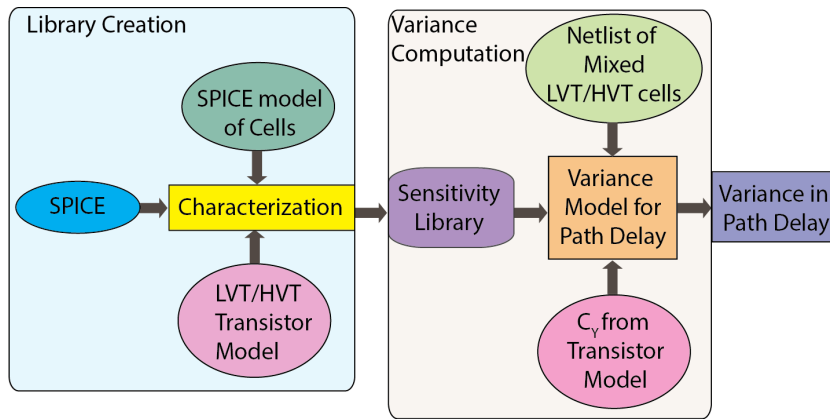 Library Creation
SPICE model
of Cells
SPICE
Characterization
LVT/HVT
Transistor
Model
Variance
Computation
Netlist of
Mixed
LVT/HVT cells
Sensitivity
Library
Variance
Model for
Path Delay
Variance in
Path Delay
CY from
Transistor
Model